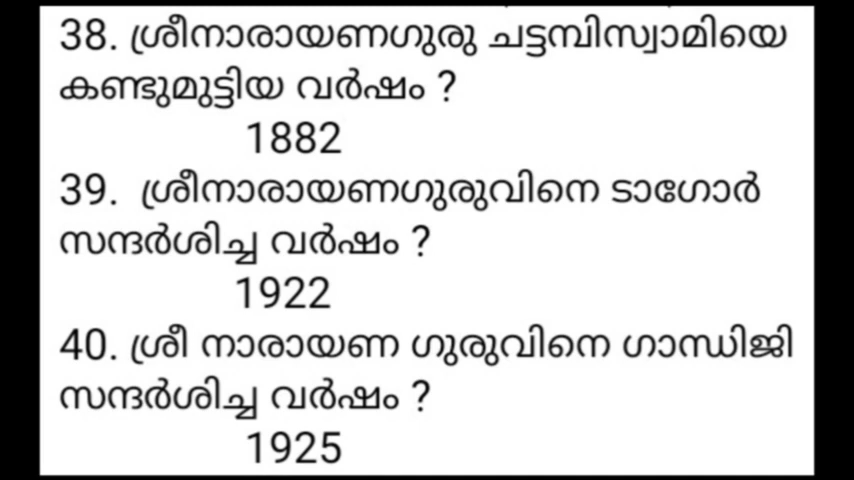 38. ശ്രീനാരായണഗുരു ചട്ടമ്പിസ്വാമിയെ
കണ്ടുമുട്ടിയ വർഷം ?
1882
39. ശ്രീനാരായണഗുരുവിനെ ടാഗോർ
സന്ദർശിച്ച വർഷം ?
1922
40. ശ്രീ നാരായണ ഗുരുവിനെ ഗാന്ധിജി
സന്ദർശിച്ച വർഷം ?
1925